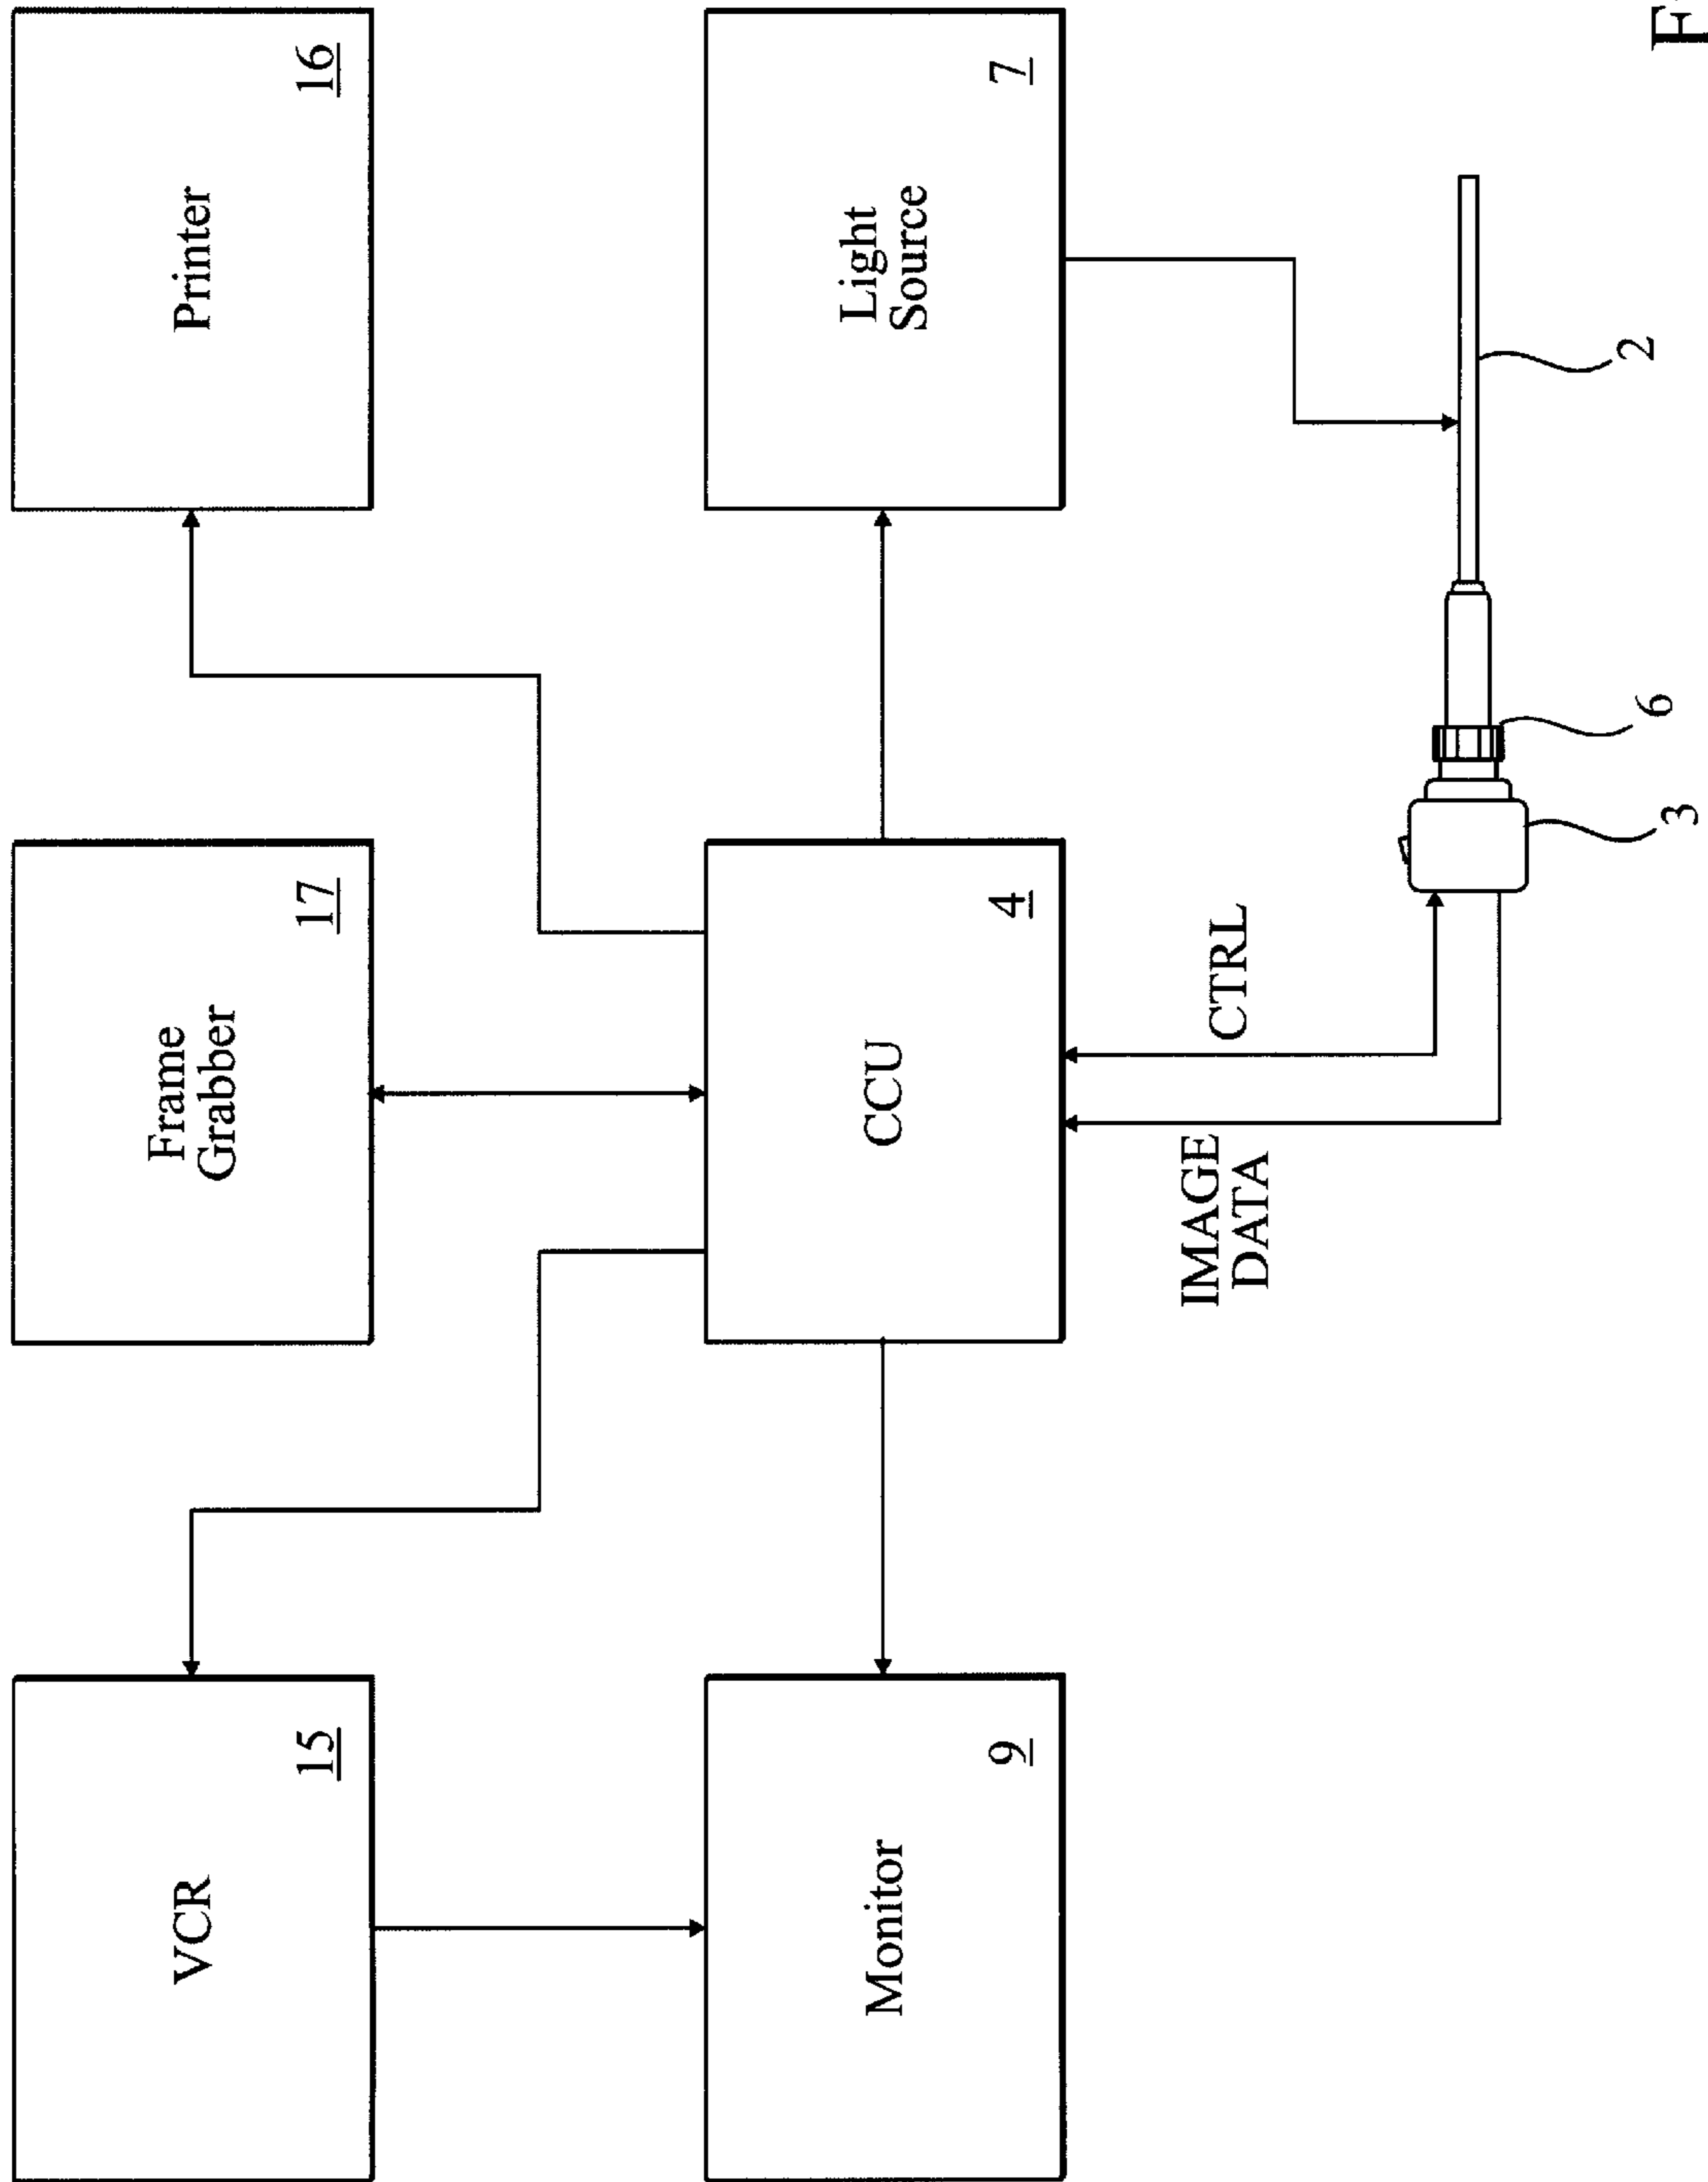 VCR
15
Frame
Grabber
17
Printer
16
Monitor
9
CCU
4
Light
Source
7
IMAGE
DATA
CTRL
3
6
2